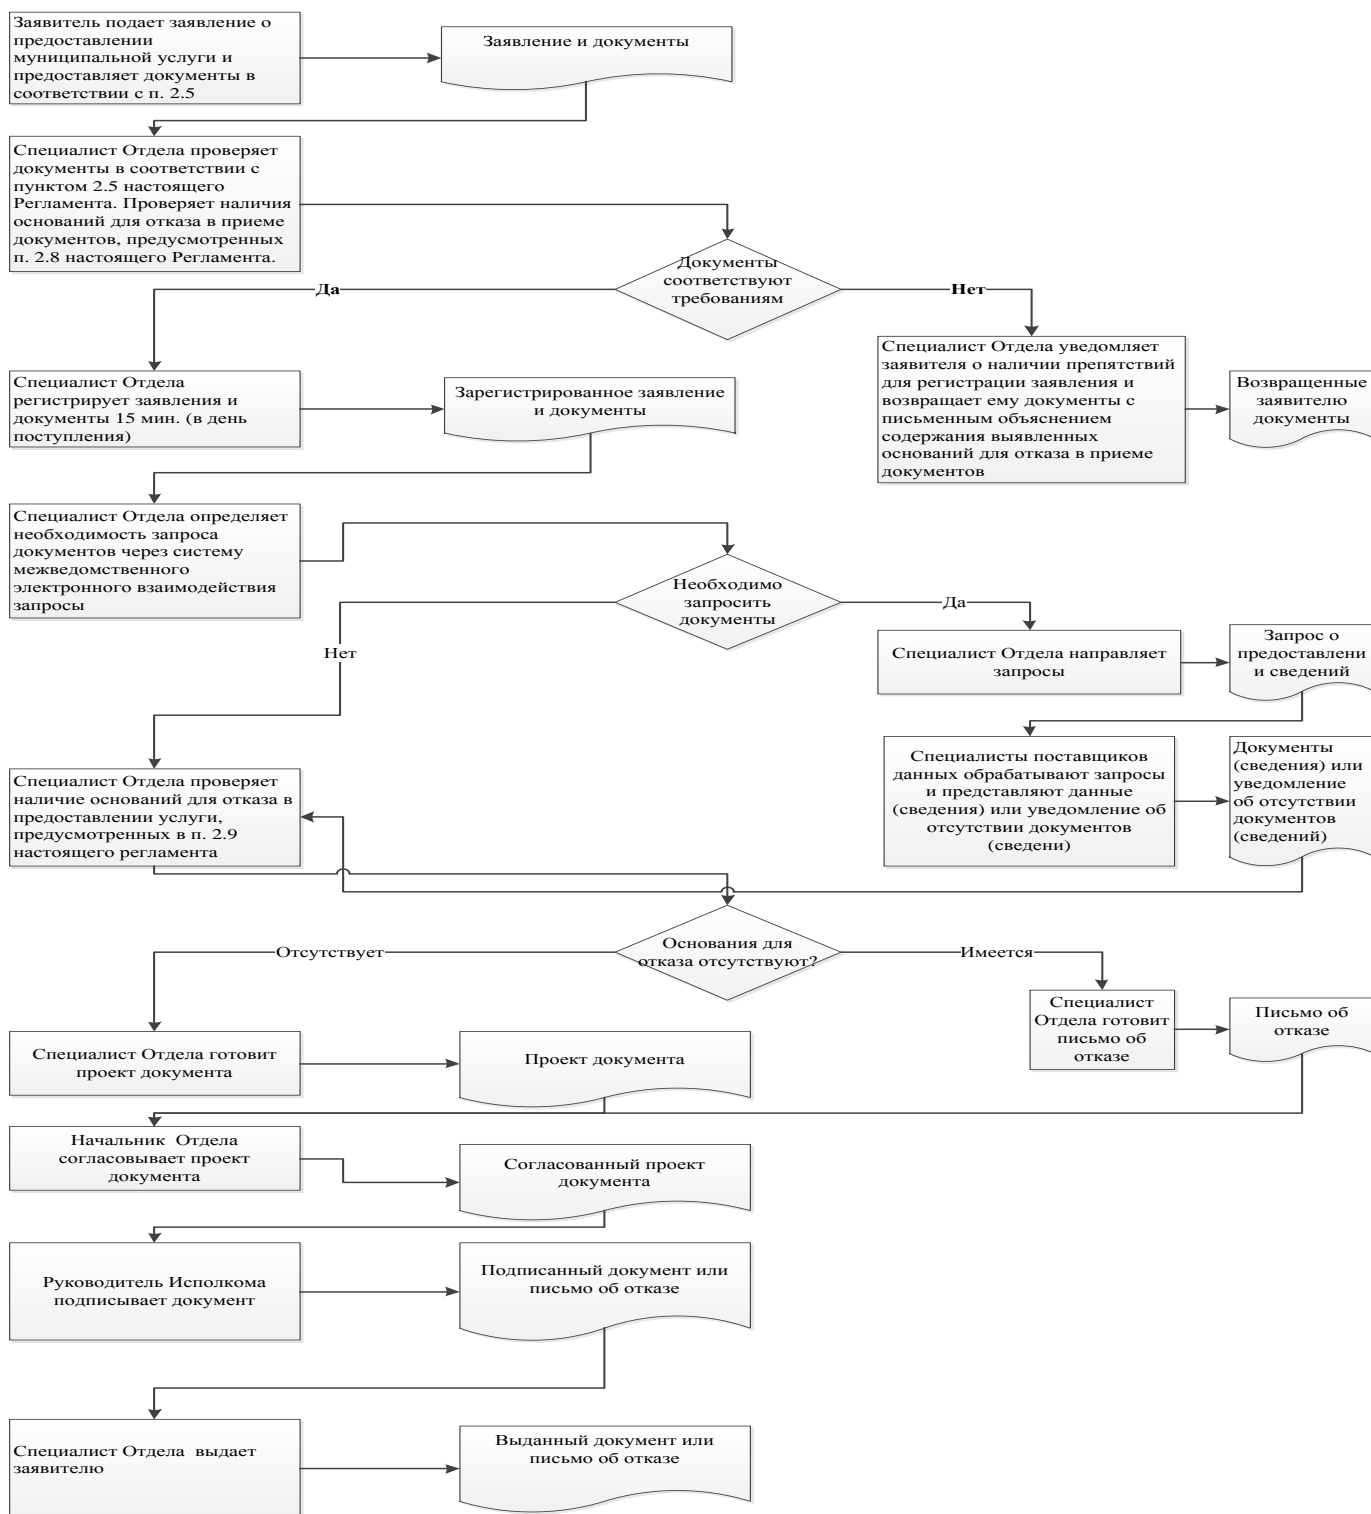 Заявитель подает заявление о
предоставлении
муниципальной услуги и
предоставляет документы в
соответствии с п. 2.5
Заявление и документы
Специалист Отдела проверяет
документы в соответствии с
пунктом 2.5 настоящего
Регламента. Проверяет наличия
оснований для отказа в приеме
документов, предусмотренных
п. 2.8 настоящего Регламента.
Документы
соответствуют
требованиям
Да
Нет
Специалист Отдела
регистрирует заявления и
документы 15 мин. (в день
поступления)
Зарегистрированное заявление
и документы
Специалист Отдела уведомляет
заявителя о наличии препятствий
для регистрации заявления и
возвращает ему документы с
письменным объяснением
содержания выявленных
оснований для отказа в приеме
документов
Возвращенные
заявителю
документы
Специалист Отдела определяет
необходимость запроса
документов через систему
межведомственного
электронного взаимодействия
запросы
Необходимо
запросить
документы
Да
Нет
Специалист Отдела направляет
запросы
Запрос о
предоставлени
и сведений
Специалист Отдела проверяет
наличие оснований для отказа в
предоставлении услуги,
предусмотренных в п. 2.9
настоящего регламента
Специалисты поставщиков
данных обрабатывают запросы
и представляют данные
(сведения) или уведомление об
отсутствии документов
(сведени)
Документы
(сведения) или
уведомление
об отсутствии
документов
(сведений)
Основания для
отказа отсутствуют?
Отсутствует
Имеется
Специалист
Отдела готовит
письмо об
отказе
Письмо об
отказе
Специалист Отдела готовит
проект документа
Проект документа
Начальник  Отдела
согласовывает проект
документа
Согласованный проект
документа
Руководитель Исполкома
подписывает документ
Подписанный документ или
письмо об отказе
Специалист Отдела  выдает
заявителю
Выданный документ или
письмо об отказе